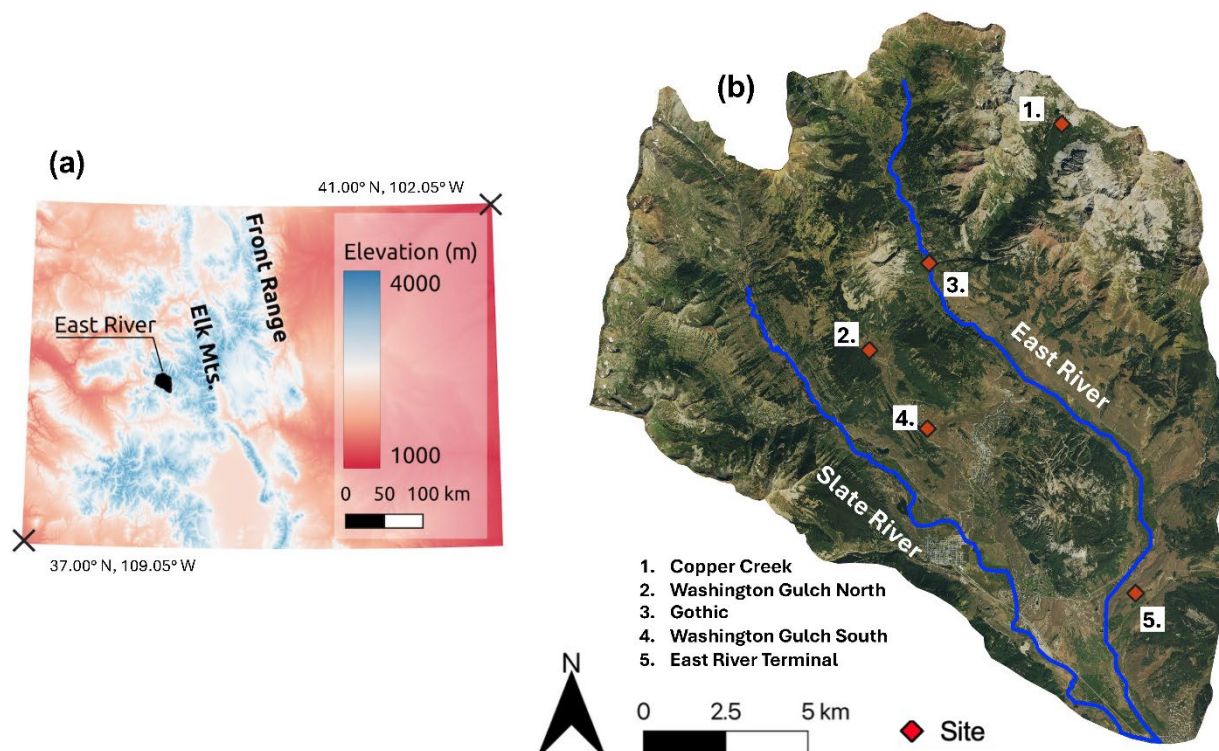 (a)
41.00° N, 102.05° W
Front Range
Elk Mts.
East River
Elevation (m)
4000
1000
0 50 100 km
37.00° N, 109.05° W
(b)
1.
3.
2.
4.
5.
East River
Slate River
1. Copper Creek
2. Washington Gulch North
3. Gothic
4. Washington Gulch South
5. East River Terminal
N
0 2.5 5 km
Site